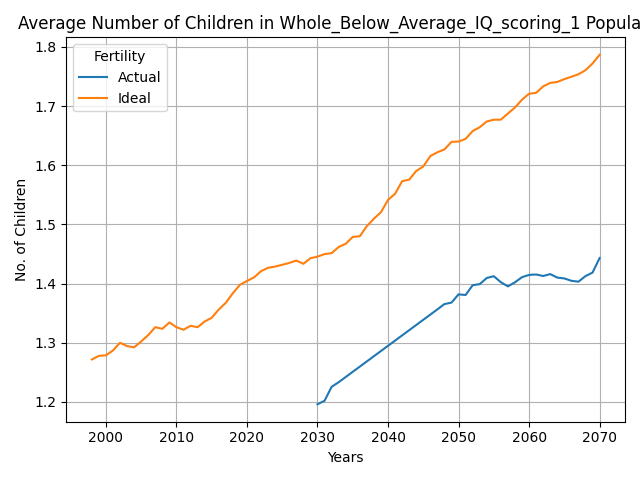 Average Number of Children in Whole_Below_Average_IQ_scoring_1 Popula
Fertility
Actual
Ideal
1.8
1.7
1.6
1.5
1.4
1.3
1.2
No. of Children
2000 2010 2020 2030 2040 2050 2060 2070
Years